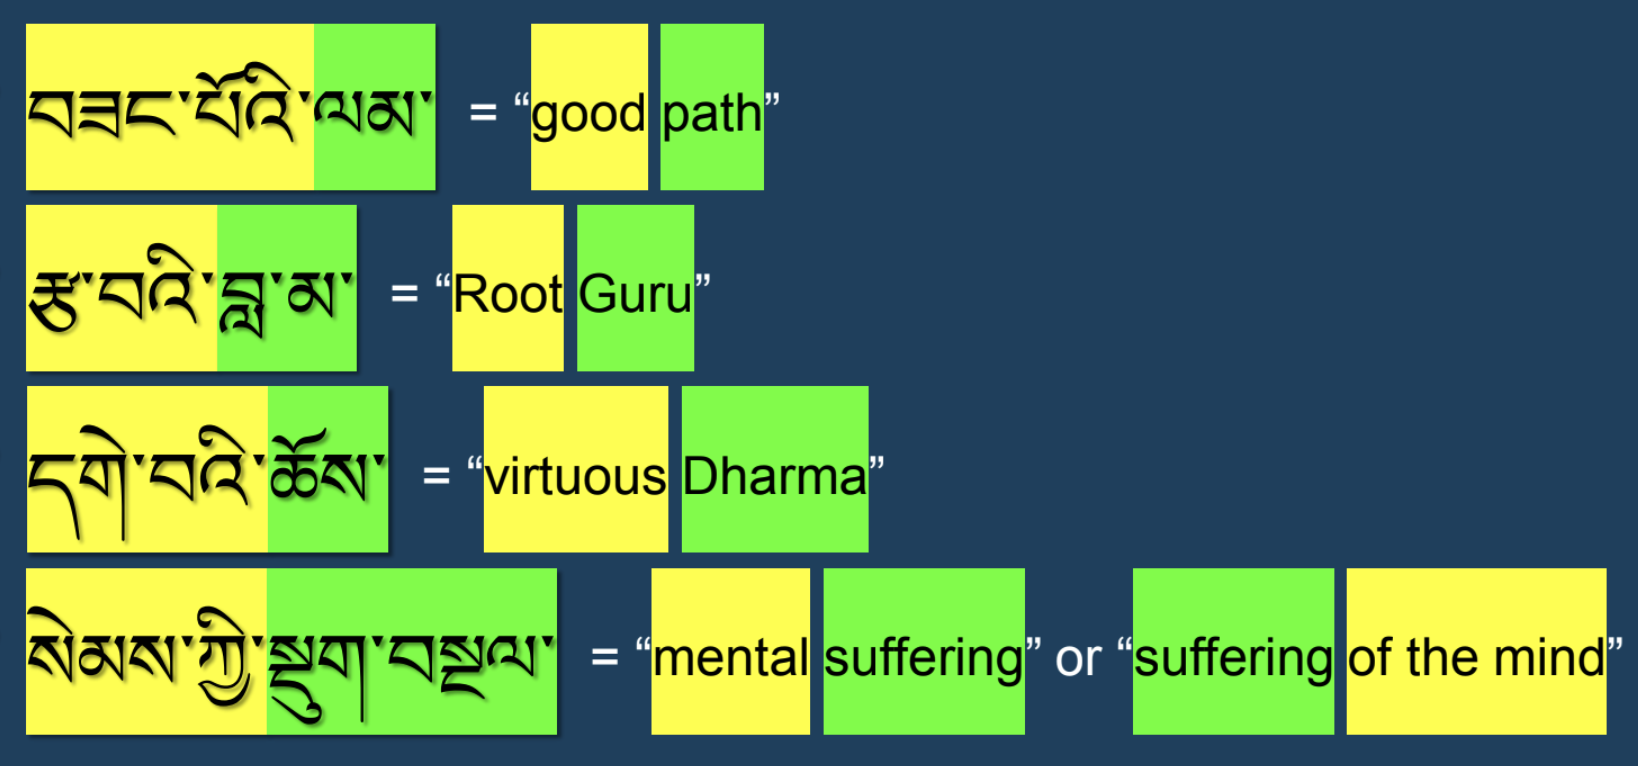 བཟང་པོའི་ལམ་ = “good path”
རྩ་བའི་བླ་མ་ = “Root Guru”
དགེ་བའི་ཆོས་ = “virtuous Dharma”
སེམས་ཀྱི་སྡུག་བསྔལ་ = “mental suffering” or “suffering of the mind”